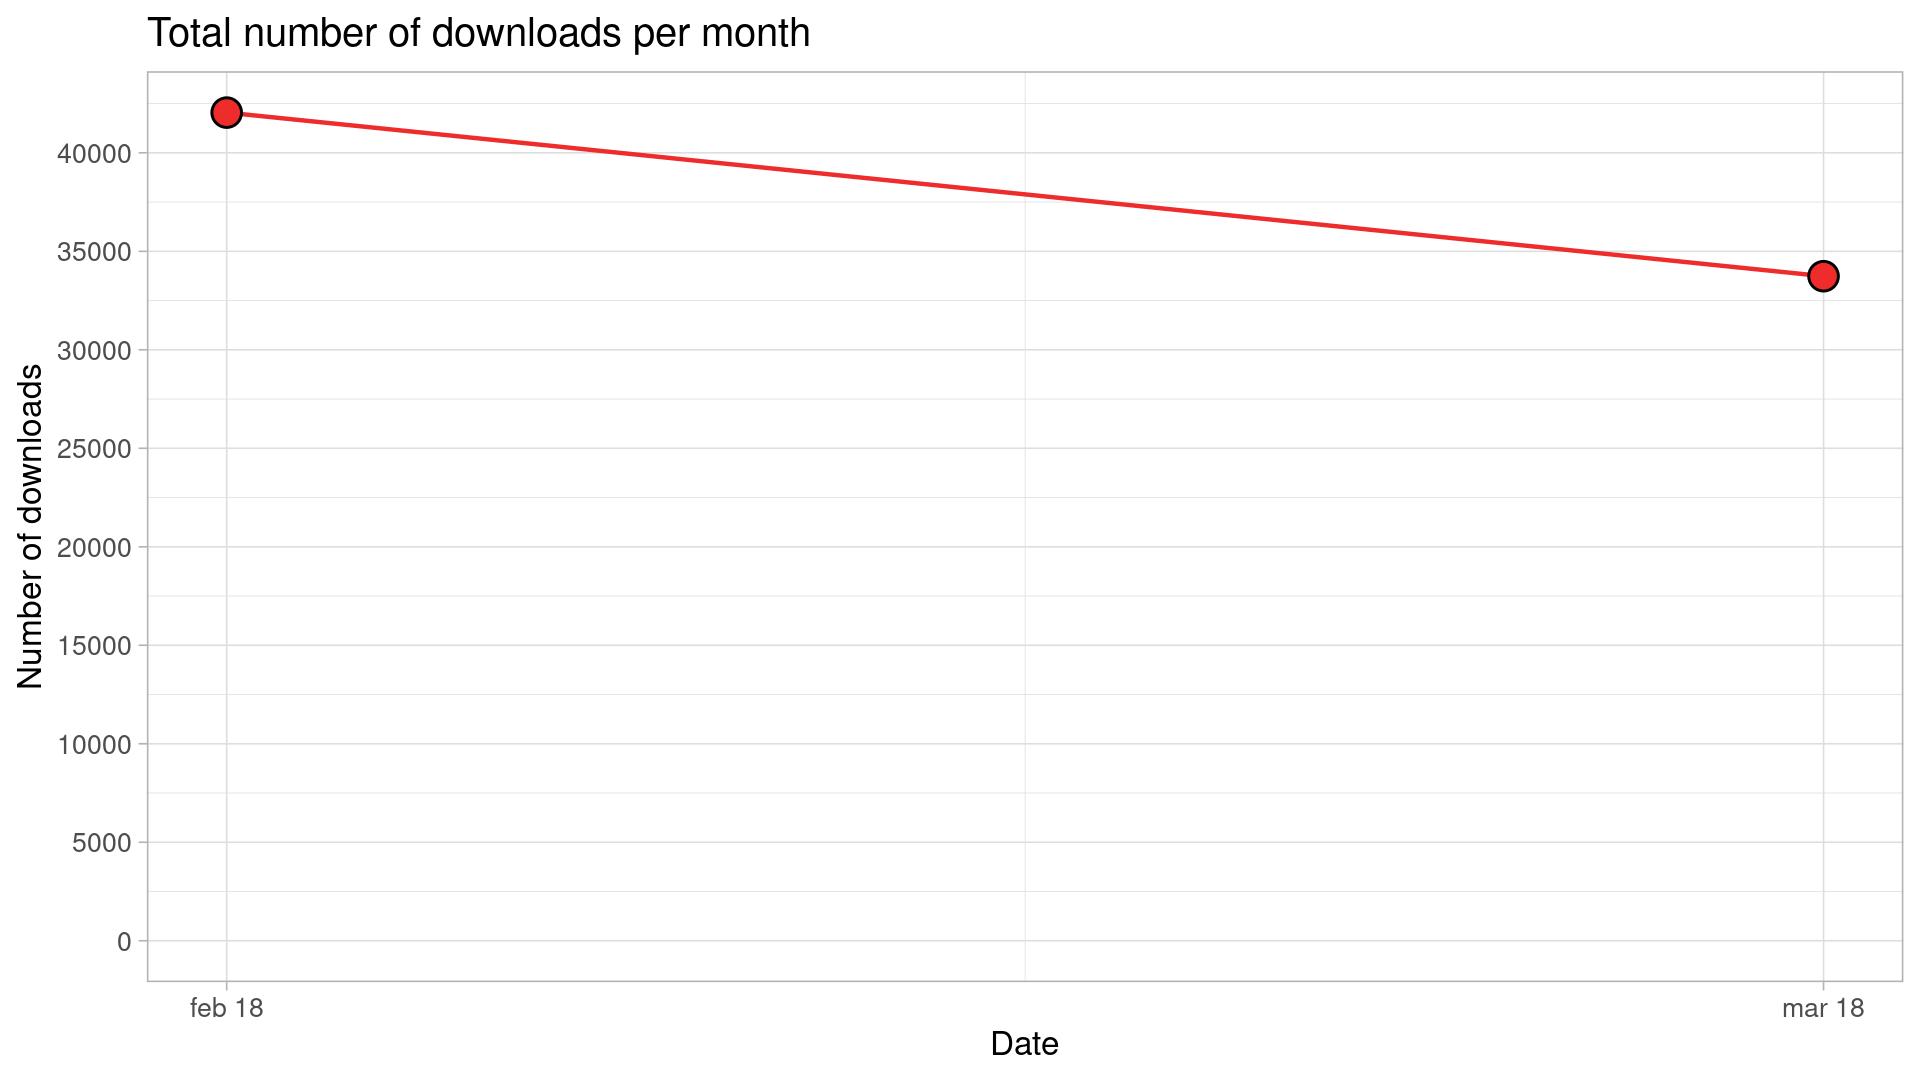 Total number of downloads per month
Number of downloads
40000
35000
30000
25000
20000
15000
10000
5000
0
feb 18
mar 18
Date